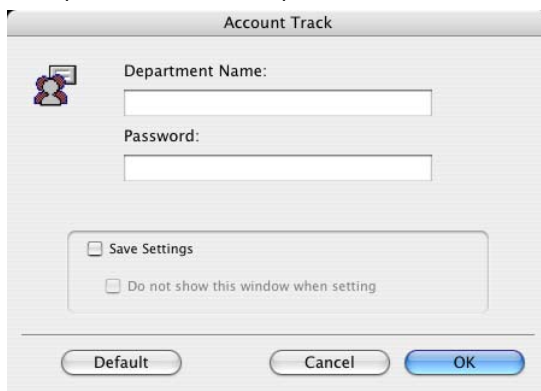 Account Track
Department Name:
Password:
Save Settings
Do not show this window when setting
Default Cancel OK